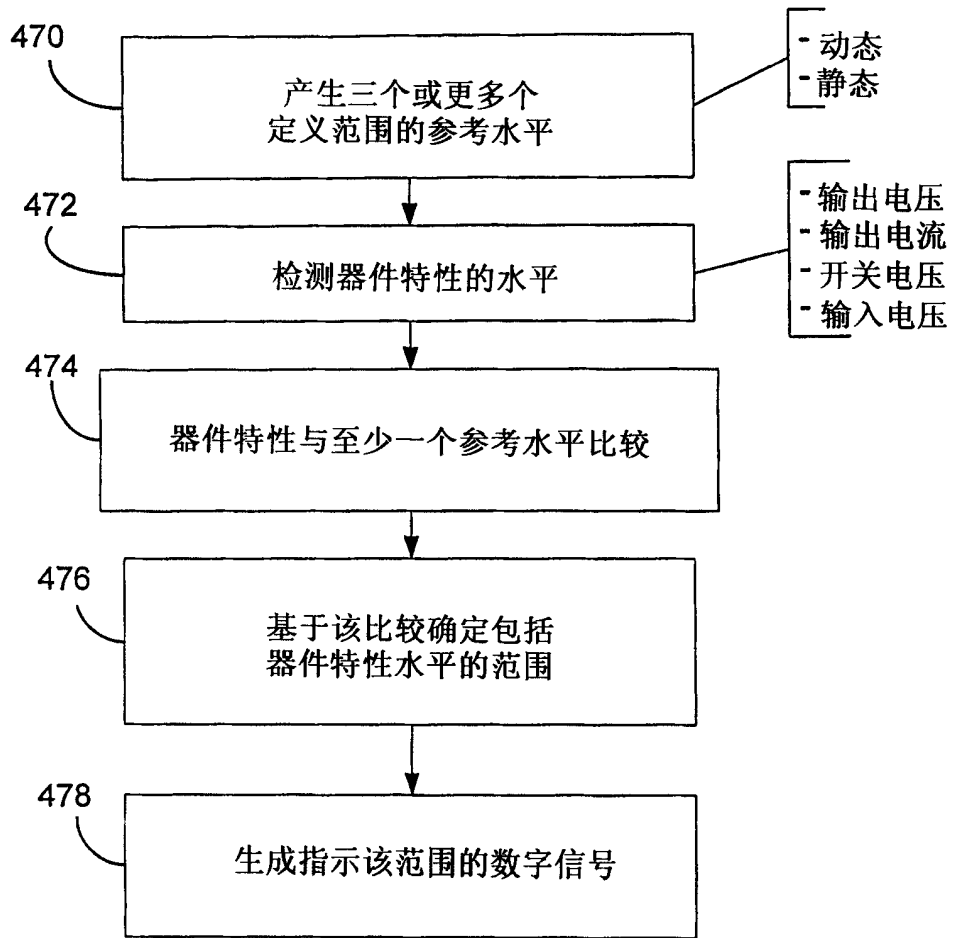 470
产生三个或更多个
定义范围的参考水平
- 动态
- 静态
472
检测器件特性的水平
- 输出电压
- 输出电流
- 开关电压
- 输入电压
474
器件特性与至少一个参考水平比较
476
基于该比较确定包括
器件特性水平的范围
478
生成指示该范围的数字信号